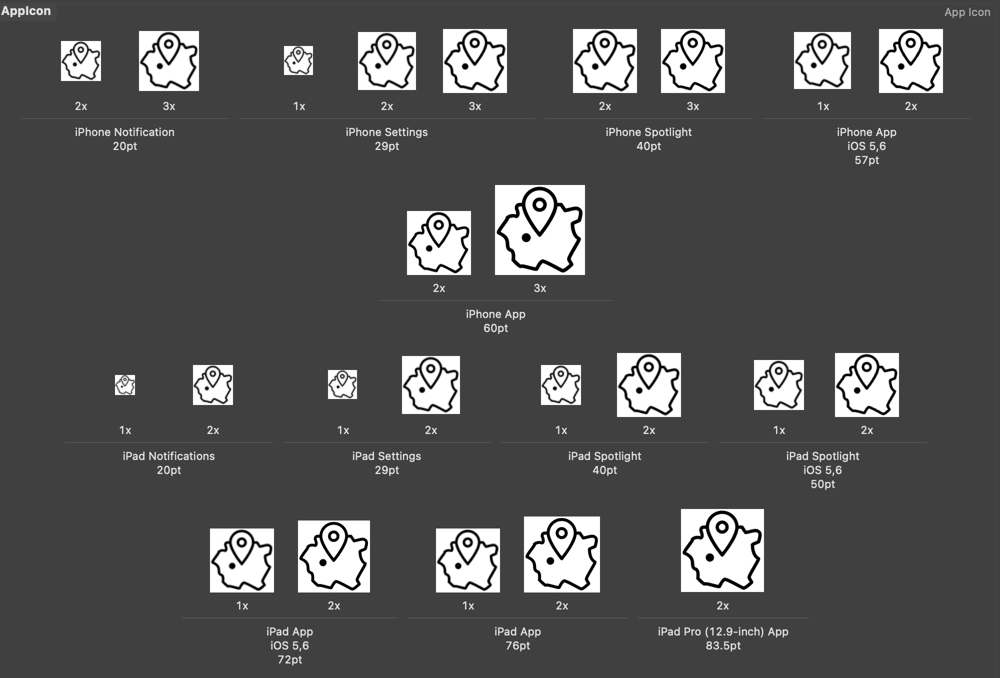 AppIcon
App Icon
2x
3x
1x
2x
3x
2x
3x
1x
2x
iPhone Notification
20pt
iPhone Settings
29pt
iPhone Spotlight
40pt
iPhone App
iOS 5,6
57pt
2x
3x
iPhone App
60pt
1x
2x
1x
2x
1x
2x
1x
2x
iPad Notifications
20pt
iPad Settings
29pt
iPad Spotlight
40pt
iPad Spotlight
iOS 5,6
50pt
1x
2x
1x
2x
2x
iPad App
iOS 5,6
72pt
iPad App
76pt
iPad Pro (12.9-inch) App
83.5pt